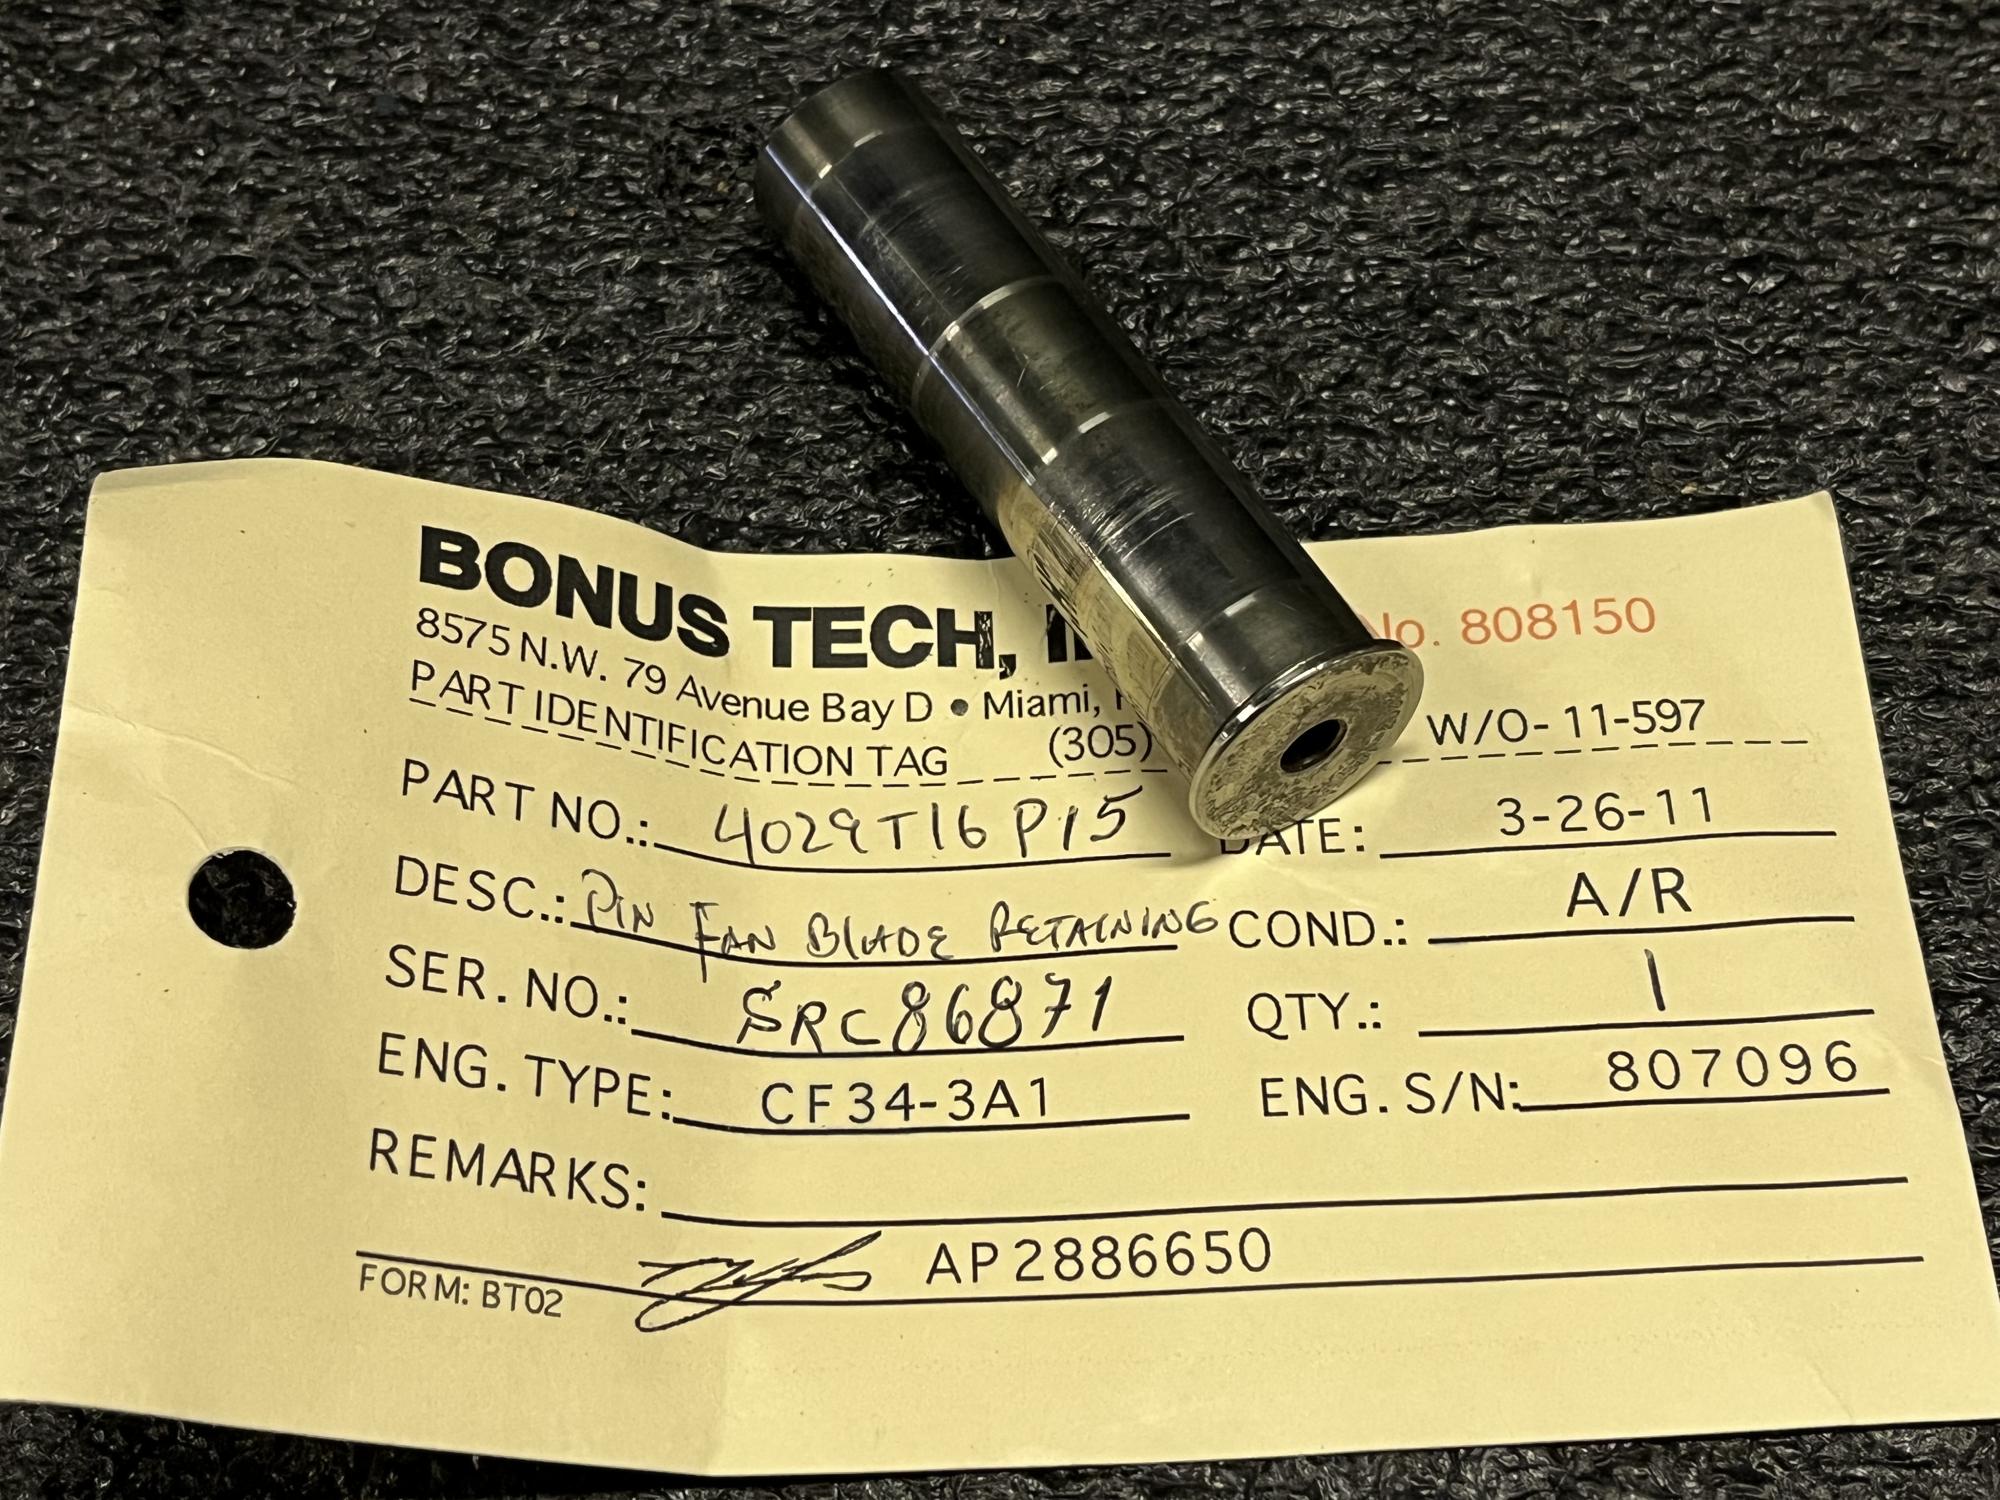 BONUS TECH,
No. 808150
8575 N.W. 79 Avenue Bay D • Miami,
PART IDENTIFICATION TAG (305) W/O-11-597
PART NO.: 4029T16P15 DATE: 3-26-11
DESC.: PIN FAN BLADE RETAINING COND.: A/R
SER. NO.: SRC86871 QTY.: 1
ENG. TYPE: CF34-3A1 ENG. S/N: 807096
REMARKS:
AP2886650
FORM: BT02